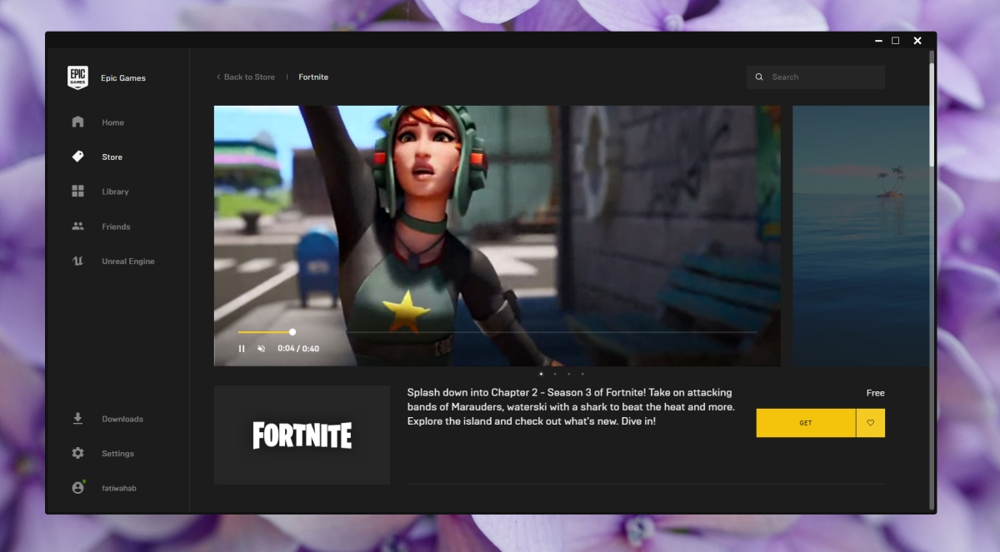 EPIC
GAMES
Epic Games
Home
Store
Library
Friends
Unreal Engine
Downloads
Settings
fatiwahab
Back to Store
Fortnite
Search
0:04 / 0:40
FORTNITE
Splash down into Chapter 2 - Season 3 of Fortnite! Take on attacking
bands of Marauders, waterski with a shark to beat the heat and more.
Explore the island and check out what's new. Dive in!
Free
GET